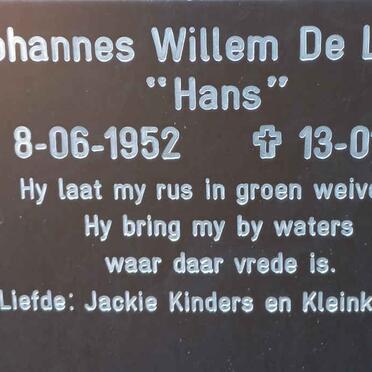 ohannes Willem De L
"Hans"
8-06-1952 ✝ 13-0
Hy laat my rus in groen weive
Hy bring my by waters
waar daar vrede is.
Liefde: Jackie Kinders en Kleink